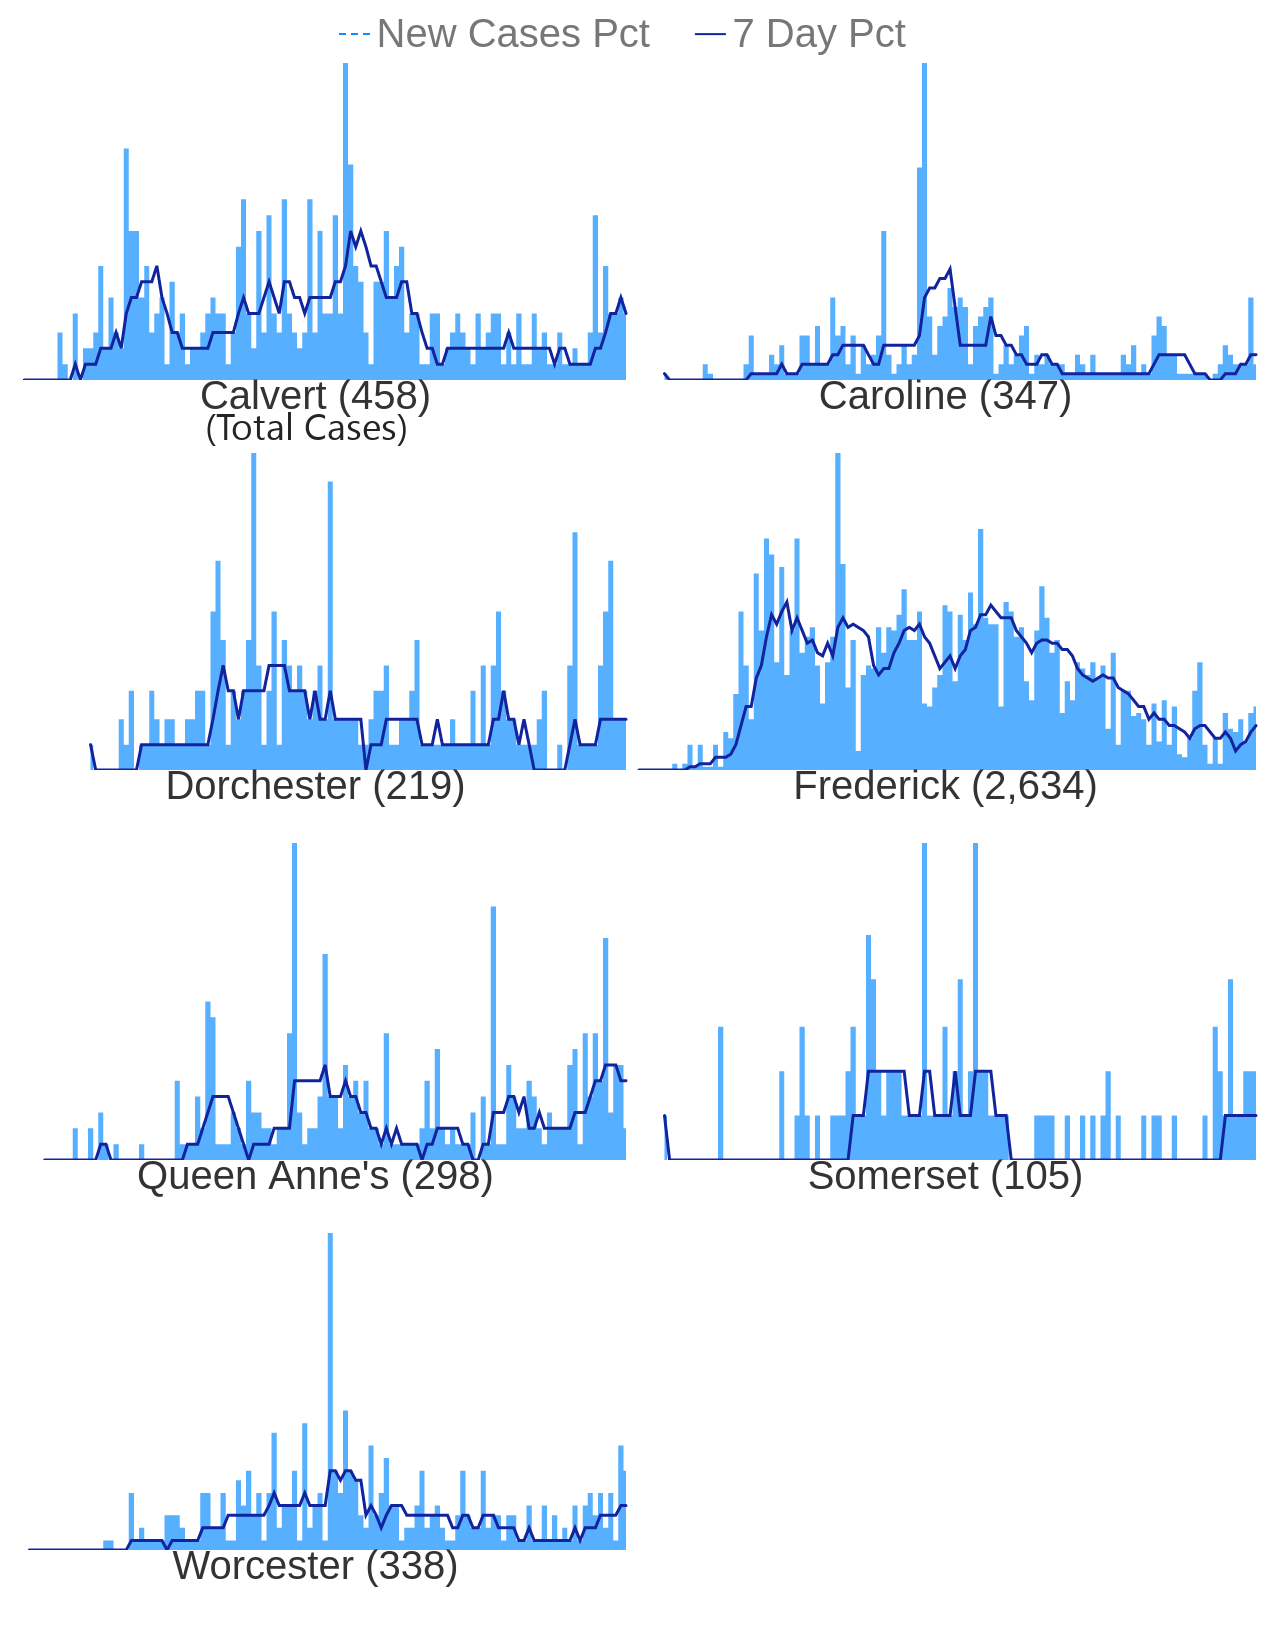 New Cases Pct 7 Day Pct
Calvert (458)
(Total Cases)
Caroline (347)
Dorchester (219)
Frederick (2,634)
Queen Anne's (298)
Somerset (105)
Worcester (338)